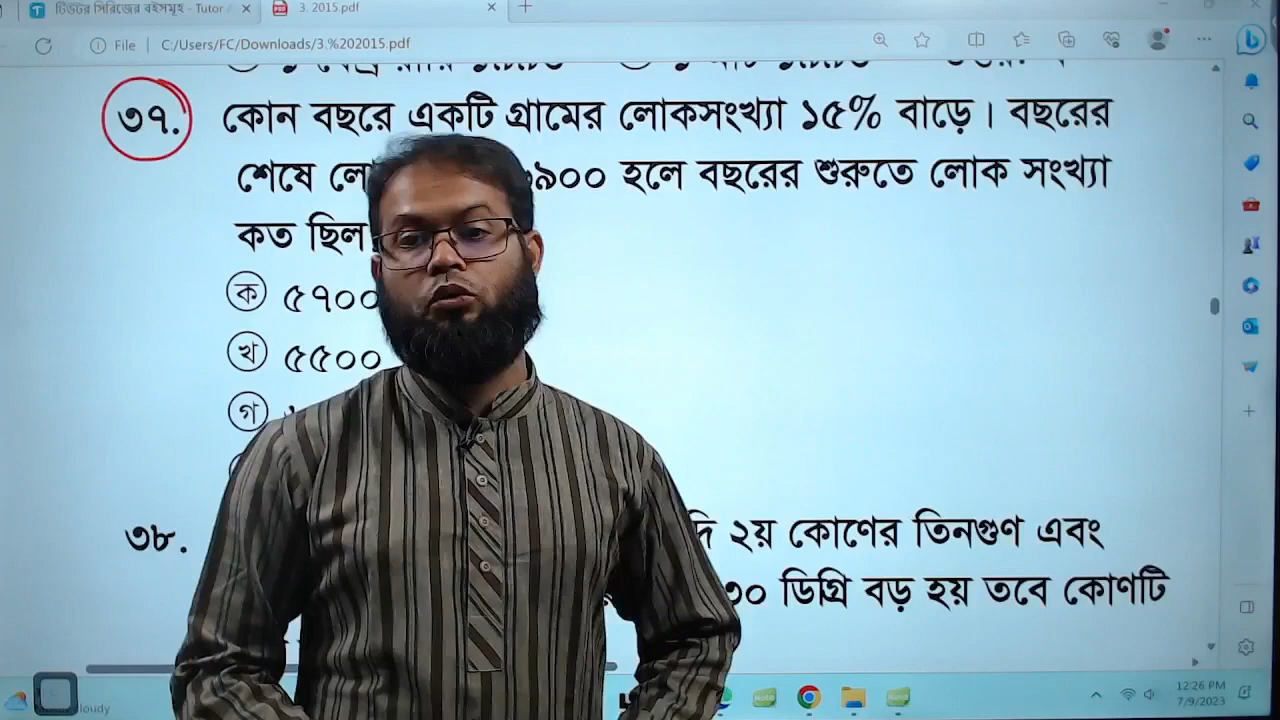 টিউটর সিরিজের বইসমূহ - Tutor
3. 2015.pdf
File C:/Users/FC/Downloads/3.%202015.pdf
৩৭. কোন বছরে একটি গ্রামের লোকসংখ্যা ১৫% বাড়ে। বছরের
শেষে ৯০০ হলে বছরের শুরুতে লোক সংখ্যা
কত ছিল
ক ৫৭০০
খ ৫৫০০
গ
৩৮. ২য় কোণের তিনগুণ এবং
৩০ ডিগ্রি বড় হয় তবে কোণটি
12:26 PM
7/9/2023